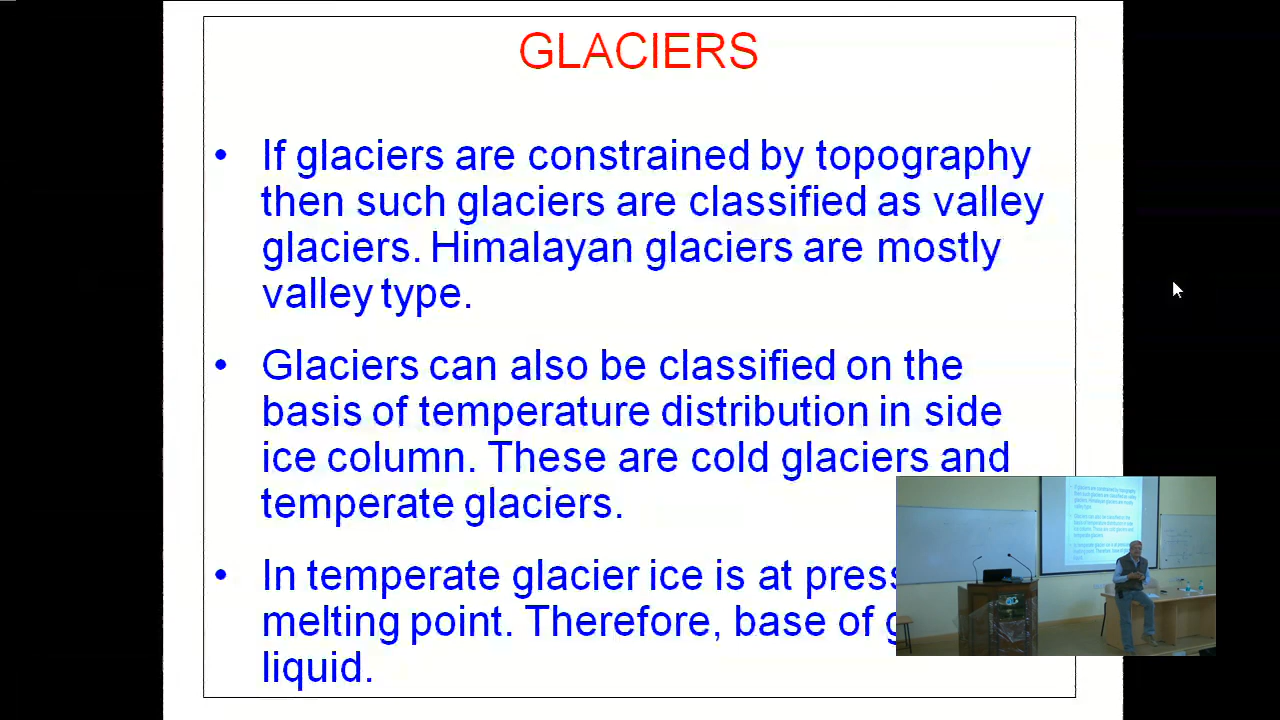 GLACIERS
• If glaciers are constrained by topography
then such glaciers are classified as valley
glaciers. Himalayan glaciers are mostly
valley type.
• Glaciers can also be classified on the
basis of temperature distribution in side
ice column. These are cold glaciers and
temperate glaciers.
• In temperate glacier ice is at
melting point. Therefore, base of
liquid.